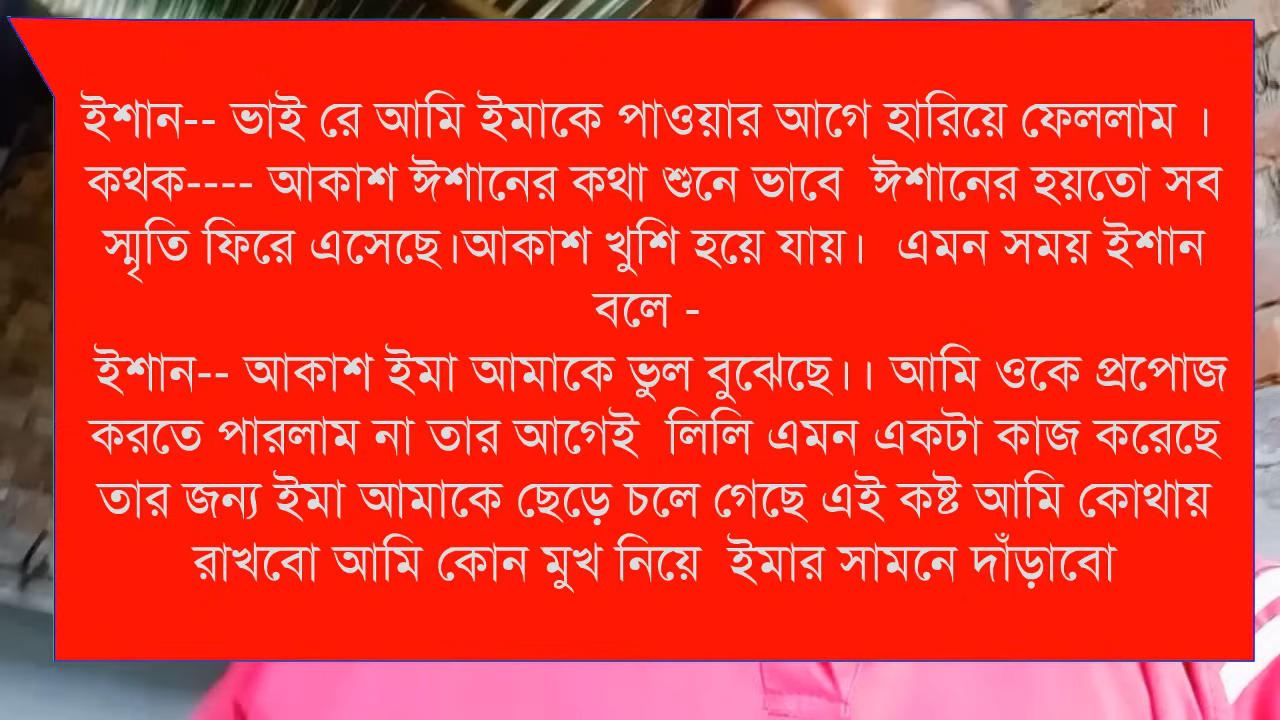 ইশান-- ভাই রে আমি ইমাকে পাওয়ার আগে হারিয়ে ফেললাম ।
কথক---- আকাশ ঈশানের কথা শুনে ভাবে ঈশানের হয়তো সব
স্মৃতি ফিরে এসেছে।আকাশ খুশি হয়ে যায়। এমন সময় ইশান
বলে -
ইশান-- আকাশ ইমা আমাকে ভুল বুঝেছে।। আমি ওকে প্রপোজ
করতে পারলাম না তার আগেই লিলি এমন একটা কাজ করেছে
তার জন্য ইমা আমাকে ছেড়ে চলে গেছে এই কষ্ট আমি কোথায়
রাখবো আমি কোন মুখ নিয়ে ইমার সামনে দাঁড়াবো